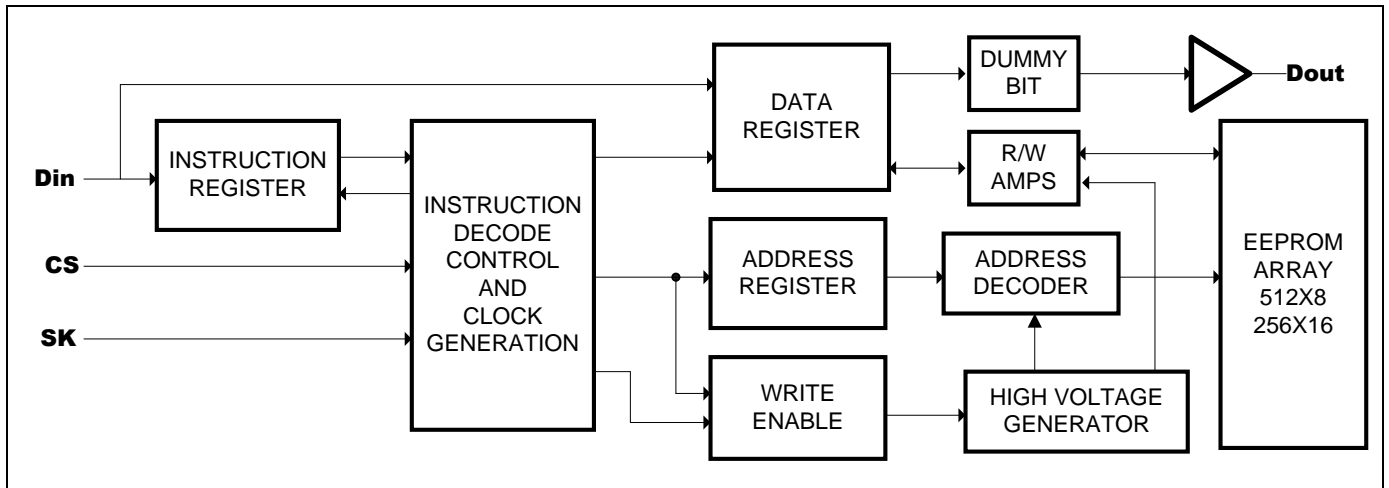 DUMMY
BIT
Dout
DATA
REGISTER
INSTRUCTION
REGISTER
R/W
AMPS
Din
INSTRUCTION
DECODE
CONTROL
AND
CLOCK
GENERATION
CS
ADDRESS
REGISTER
ADDRESS
DECODER
EEPROM
ARRAY
512X8
256X16
SK
WRITE
ENABLE
HIGH VOLTAGE
GENERATOR